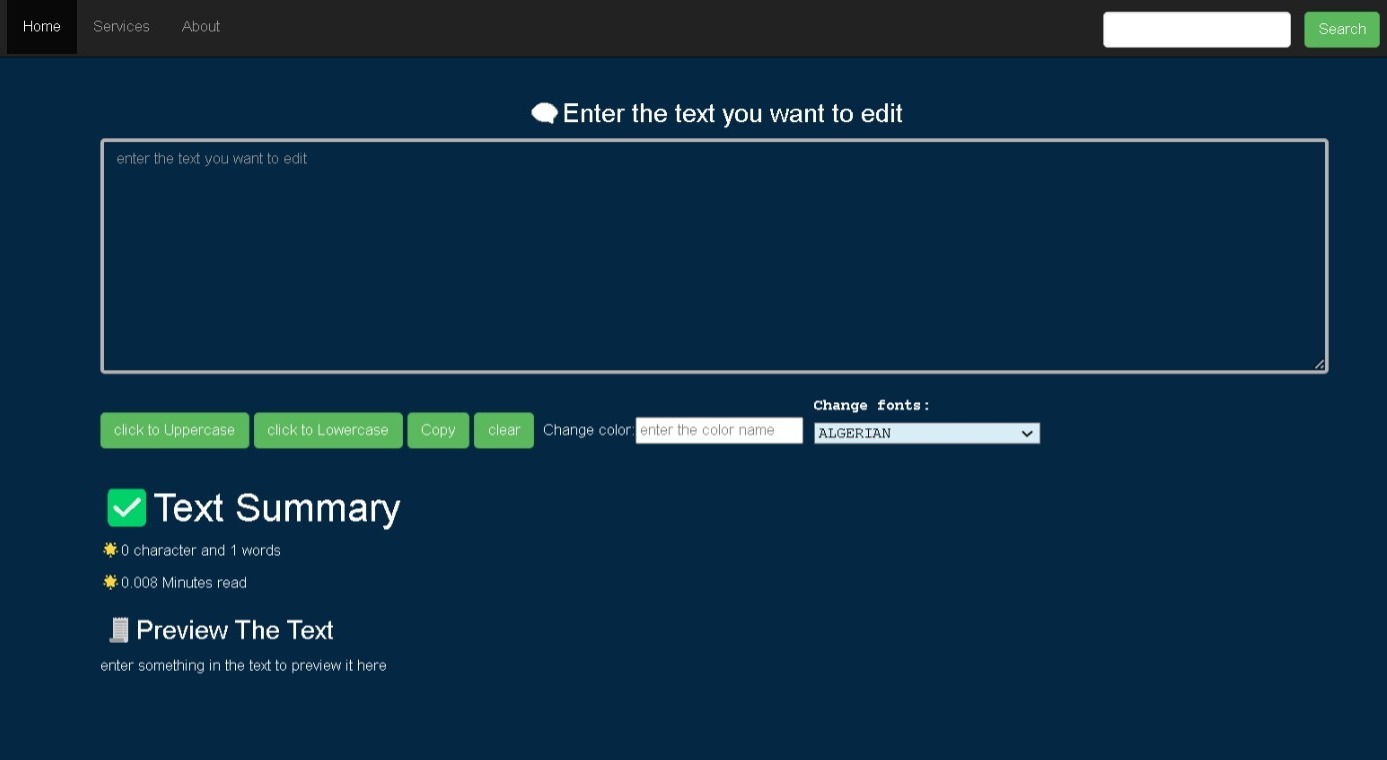 Home Services About Search
Enter the text you want to edit
enter the text you want to edit
Change fonts:
click to Uppercase click to Lowercase Copy clear Change color: enter the color name ALGERIAN
Text Summary
0 character and 1 words
0.008 Minutes read
Preview The Text
enter something in the text to preview it here